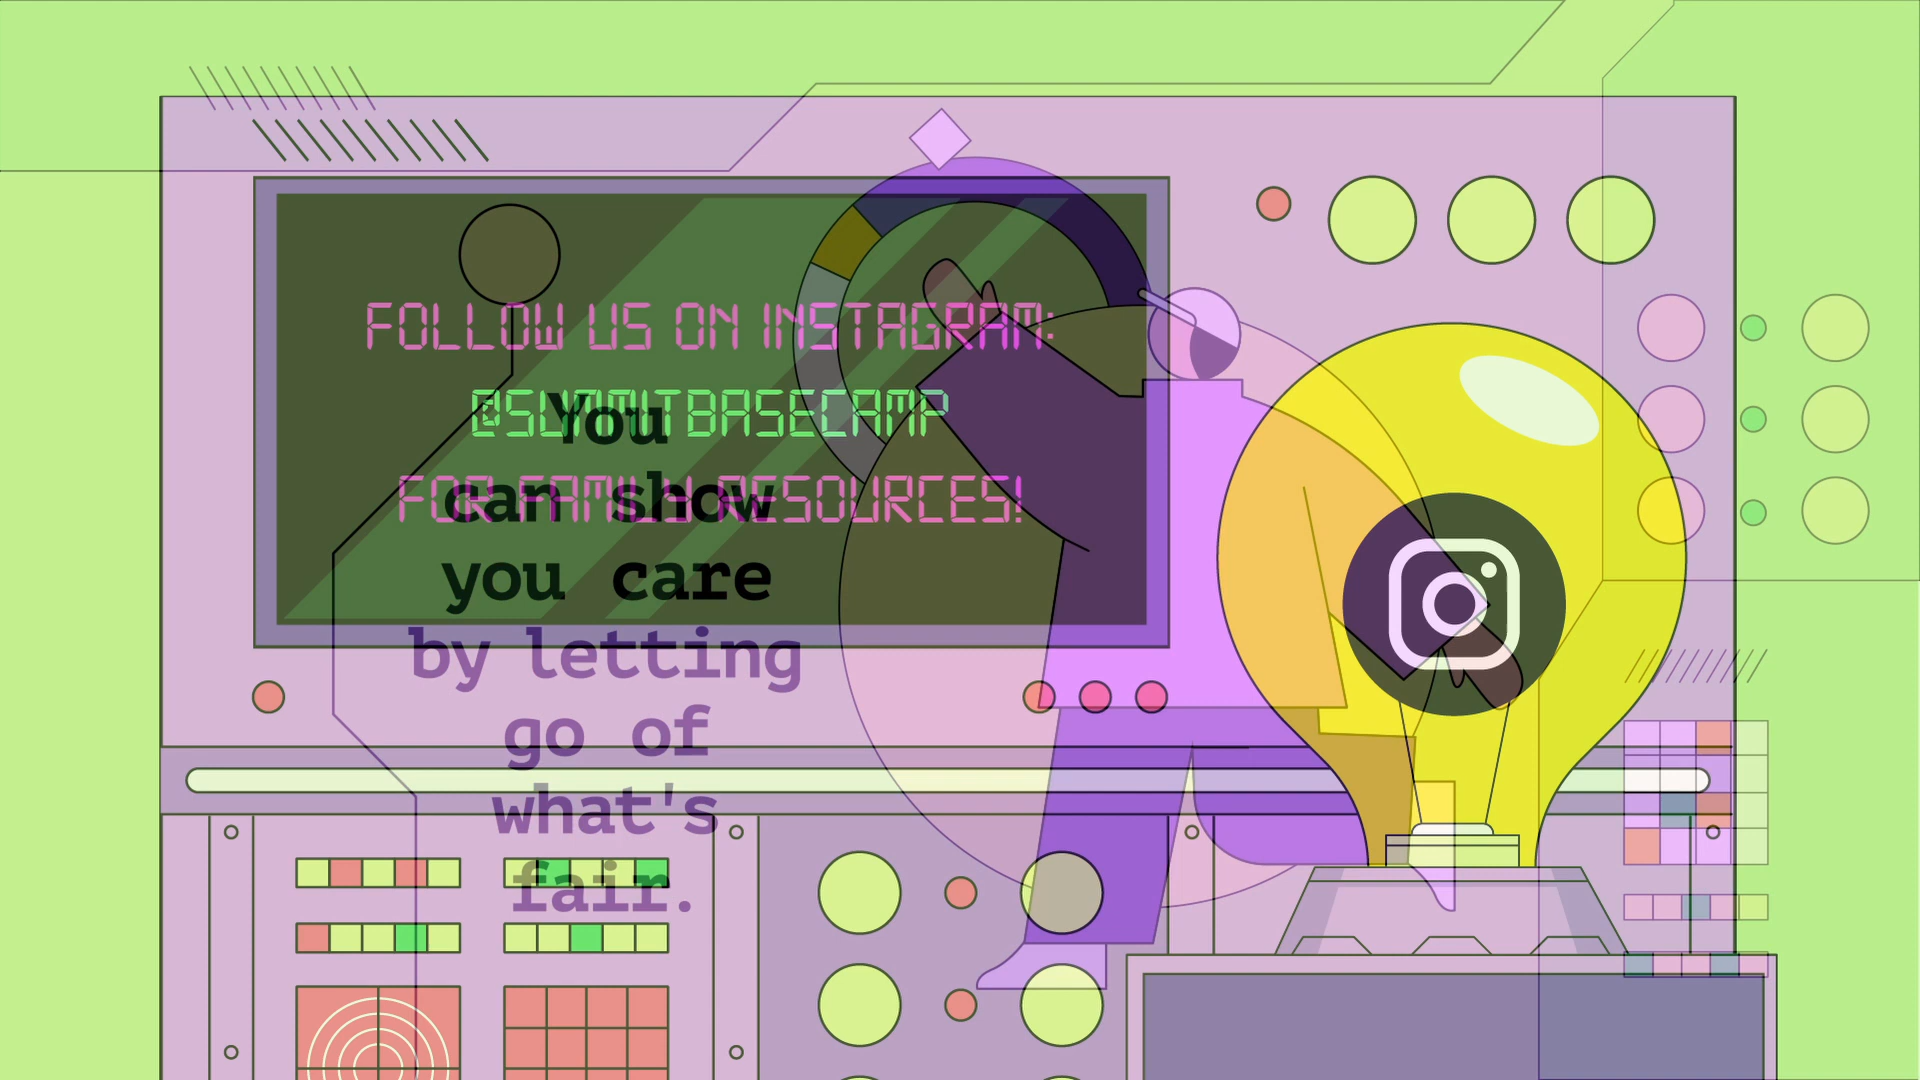 FOLLOW US ON INSTAGRAM:
@SUMMITBASECAMP
FOR FAMILY RESOURCES!
You
can show
you care
by letting
go of
what's
fair.